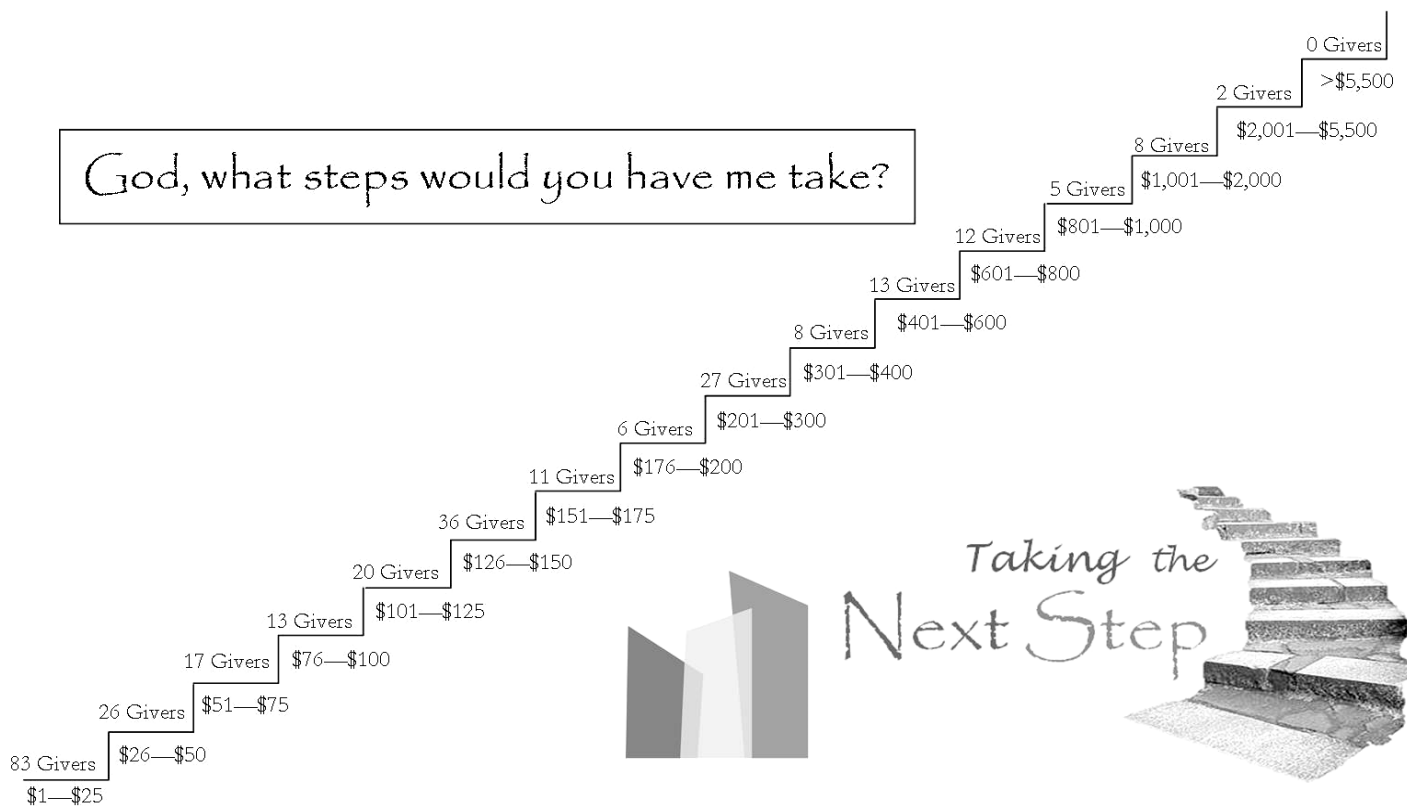 0 Givers
>$5,500
2 Givers
$2,001—$5,500
8 Givers
$1,001—$2,000
God, what steps would you have me take?
5 Givers
$801—$1,000
12 Givers
$601—$800
13 Givers
$401—$600
8 Givers
$301—$400
27 Givers
$201—$300
6 Givers
$176—$200
11 Givers
$151—$175
36 Givers
$126—$150
20 Givers
$101—$125
13 Givers
$76—$100
17 Givers
$51—$75
26 Givers
$26—$50
83 Givers
$1—$25
Taking the
Next Step